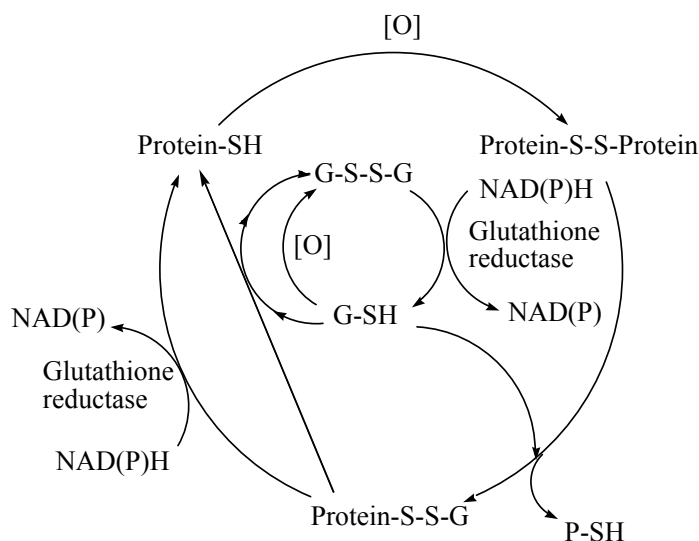 [O]
Protein-SH
Protein-S-S-Protein
G-S-S-G
NAD(P)H
[O]
Glutathione
reductase
G-SH
NAD(P)
NAD(P)
Glutathione
reductase
NAD(P)H
Protein-S-S-G
P-SH